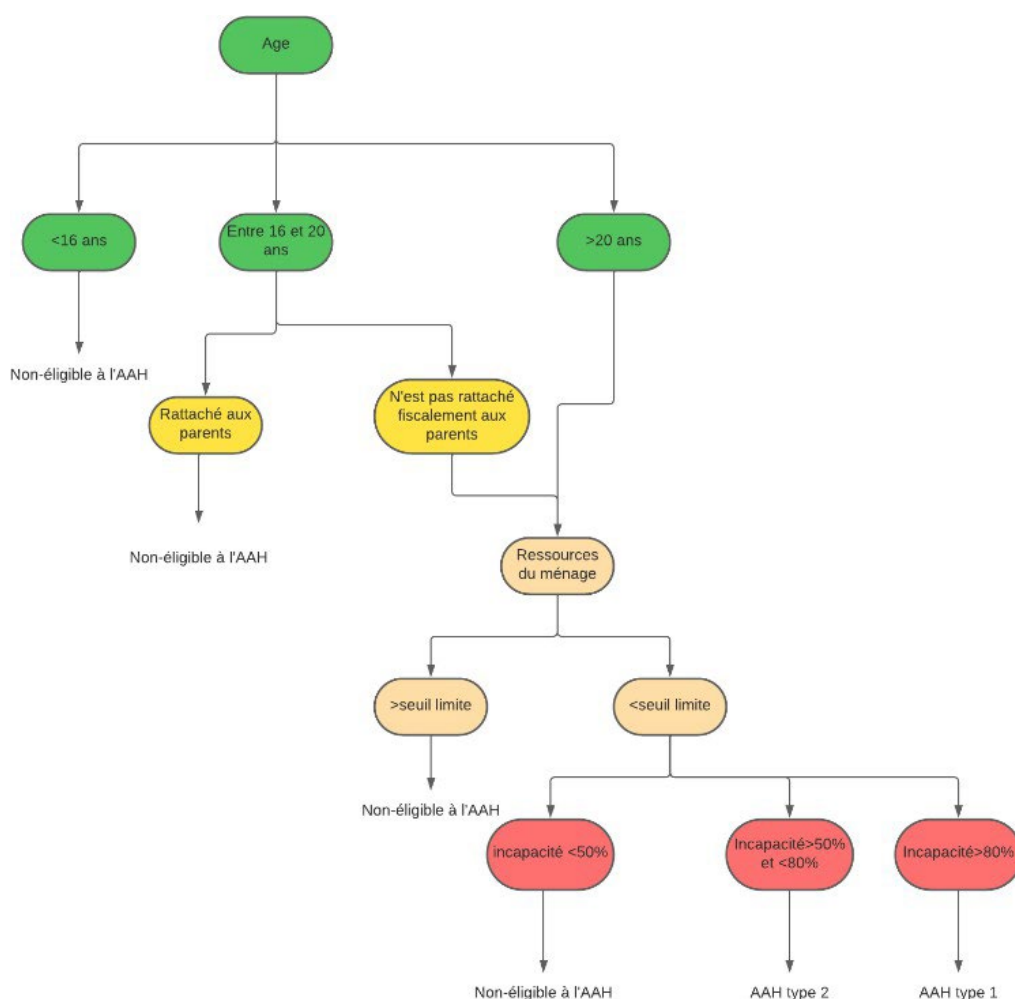 Age
<16 ans
Entre 16 et 20
ans
>20 ans
Non-éligible à l'AAH
Rattaché aux
parents
N'est pas rattaché
fiscalement aux
parents
Non-éligible à l'AAH
Ressources
du ménage
>seuil limite
<seuil limite
Non-éligible à l'AAH
incapacité <50%
Incapacité>50%
et <80%
Incapacité>80%
Non-éligible à l'AAH
AAH type 2
AAH type 1